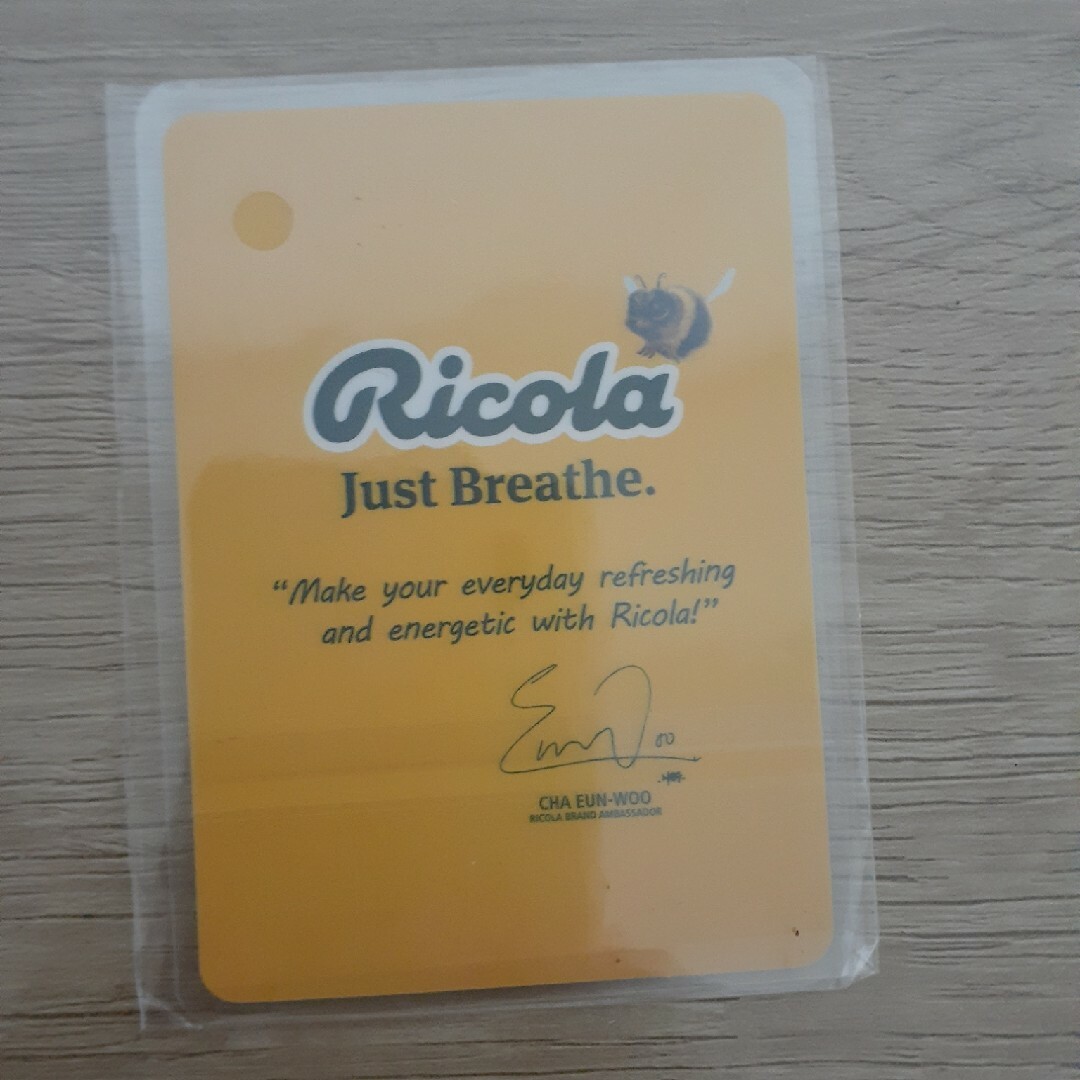 Ricola
Just Breathe.
“Make your everyday refreshing
and energetic with Ricola!”
CHA EUN-WOO
RICOLA BRAND AMBASSADOR